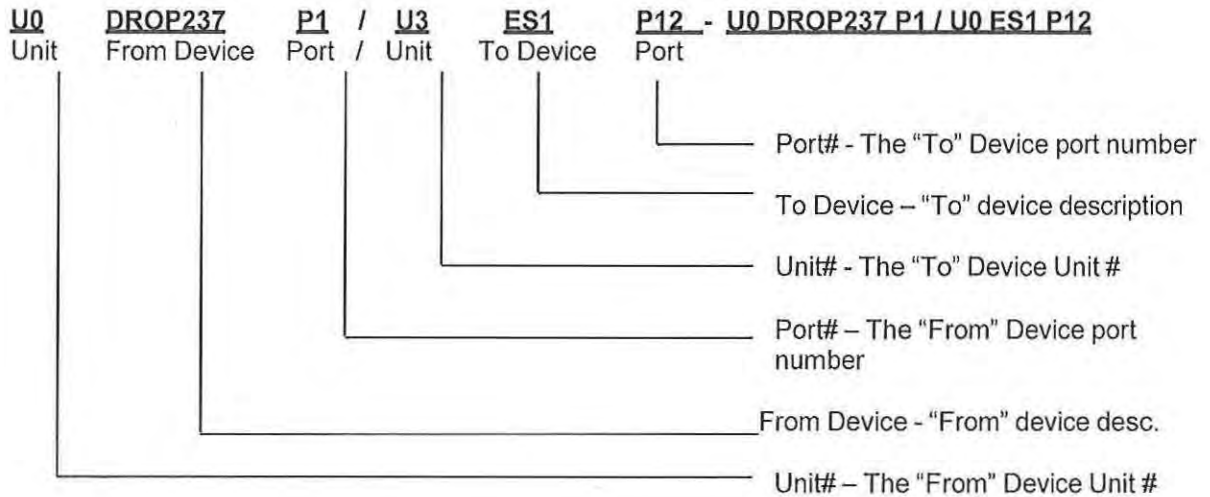 U0 DROP237 P1 / U3 ES1 P12 - U0 DROP237 P1 / U0 ES1 P12
Unit From Device Port / Unit To Device Port
Port# - The “To” Device port number
To Device – “To” device description
Unit# - The “To” Device Unit #
Port# – The “From” Device port
number
From Device - “From” device desc.
Unit# – The “From” Device Unit #